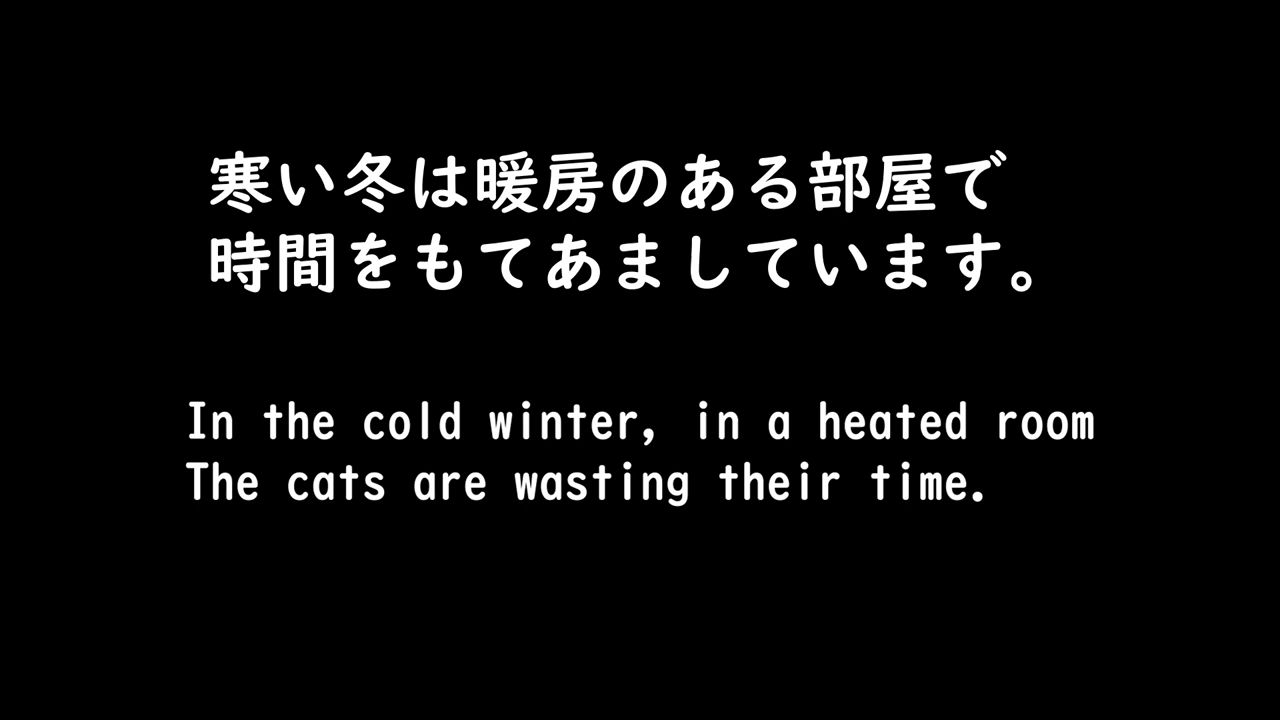 寒い冬は暖房のある部屋で
時間をもてあましています。
In the cold winter, in a heated room
The cats are wasting their time.